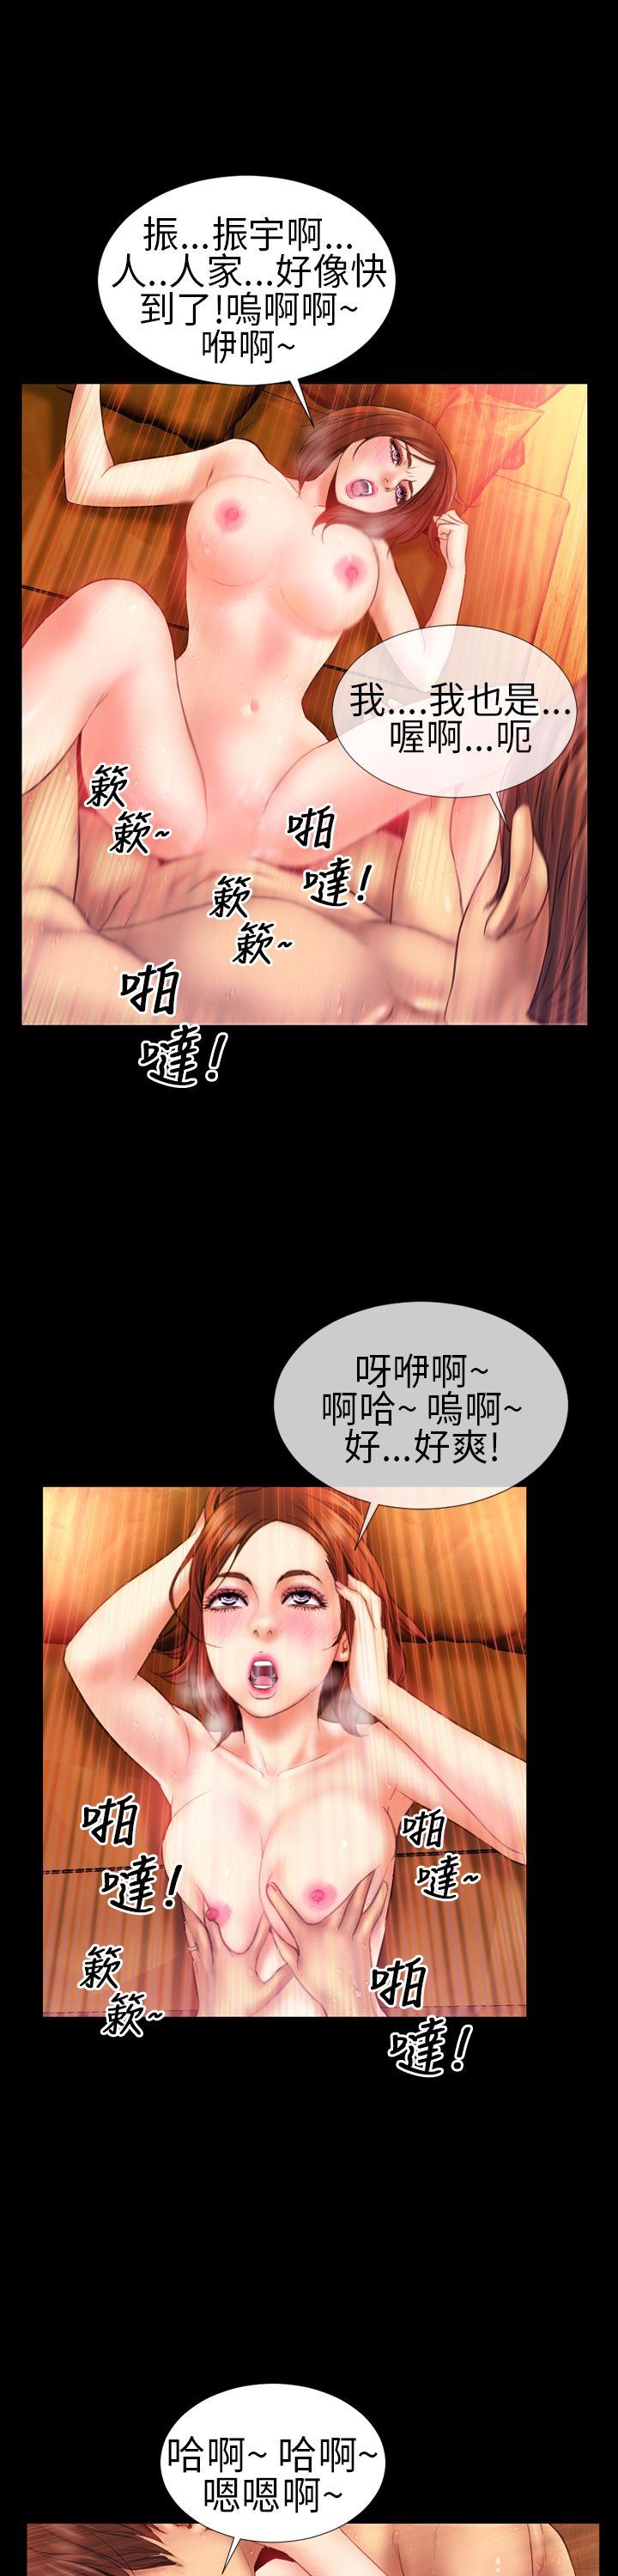 振...振宇啊...
人..人家...好像快
到了!嗚啊啊~
咿啊~
我....我也是...
喔啊...呃
簌
簌~
啪
噠!
簌
簌~
啪
噠!
呀咿啊~
啊哈~ 嗚啊~
好...好爽!
啪
噠!
啪
噠~
簌
簌~
啪
噠!
哈啊~ 哈啊~
嗯嗯啊~